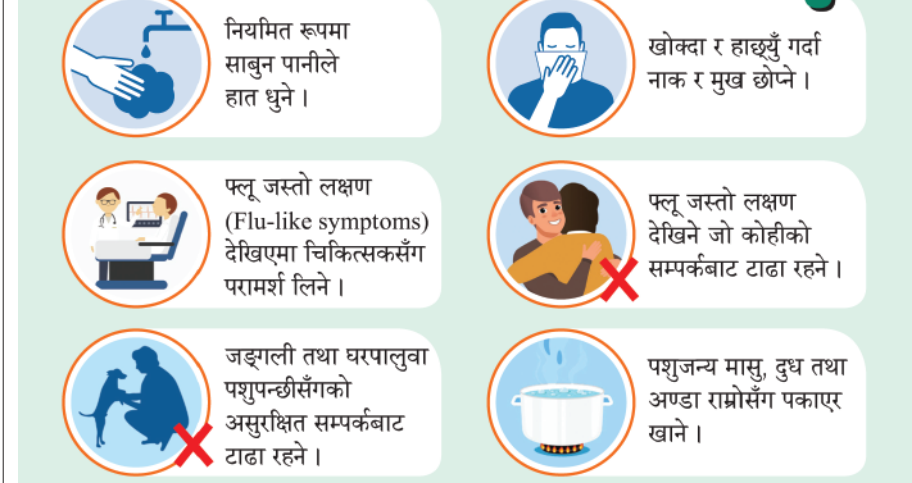 नियमित रूपमा
साबुन पानीले
हात धुने ।
खोक्दा र हाछ्युँ गर्दा
नाक र मुख छोप्ने ।
फ्लू जस्तो लक्षण
(Flu-like symptoms)
देखिएमा चिकित्सकसँग
परामर्श लिने ।
फ्लू जस्तो लक्षण
देखिने जो कोहीको
सम्पर्कबाट टाढा रहने ।
जङ्गली तथा घरपालुवा
पशुपन्छीसँगको
असुरक्षित सम्पर्कबाट
टाढा रहने ।
पशुजन्य मासु, दुध तथा
अण्डा राम्रोसँग पकाएर
खाने ।